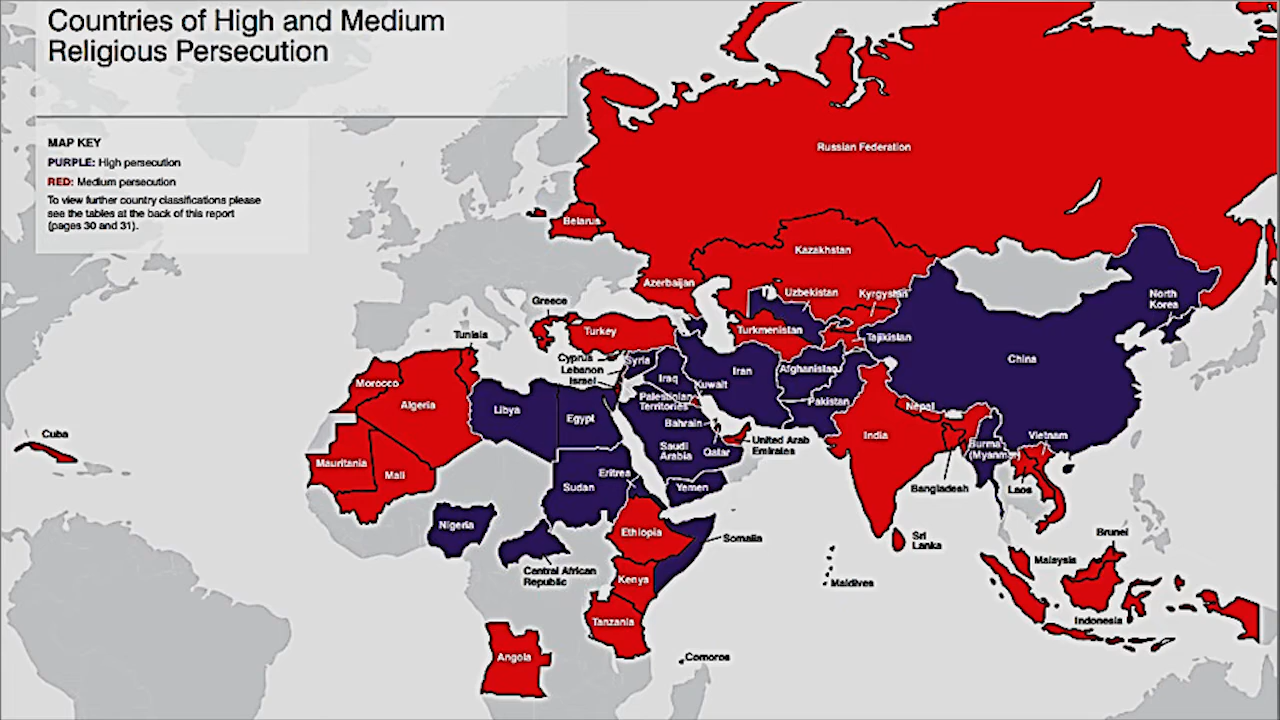 Countries of High and Medium
Religious Persecution
MAP KEY
PURPLE: High persecution
RED: Medium persecution
To view further country classifications please
see the tables at the back of this report
(pages 30 and 31).
Russian Federation
Belarus
Kazakhstan
Azerbaijan
Uzbekistan
Kyrgystan
North
Korea
Greece
Turkey
Turkmenistan
Tajikistan
Tunisia
Cyprus
Syria
Lebanon
Israel
Iraq
Iran
Afghanistan
China
Kuwait
Morocco
Algeria
Libya
Egypt
Palestinian
Territories
Pakistan
Nepal
Bahrain
Cuba
India
United Arab
Emirates
Saudi
Arabia
Qatar
Burma
(Myanmar)
Vietnam
Mauritania
Mali
Eritrea
Sudan
Yemen
Bangladesh
Laos
Nigeria
Ethiopia
Somalia
Sri
Lanka
Brunei
Malaysia
Central African
Republic
Kenya
Maldives
Tanzania
Indonesia
Angola
Comoros